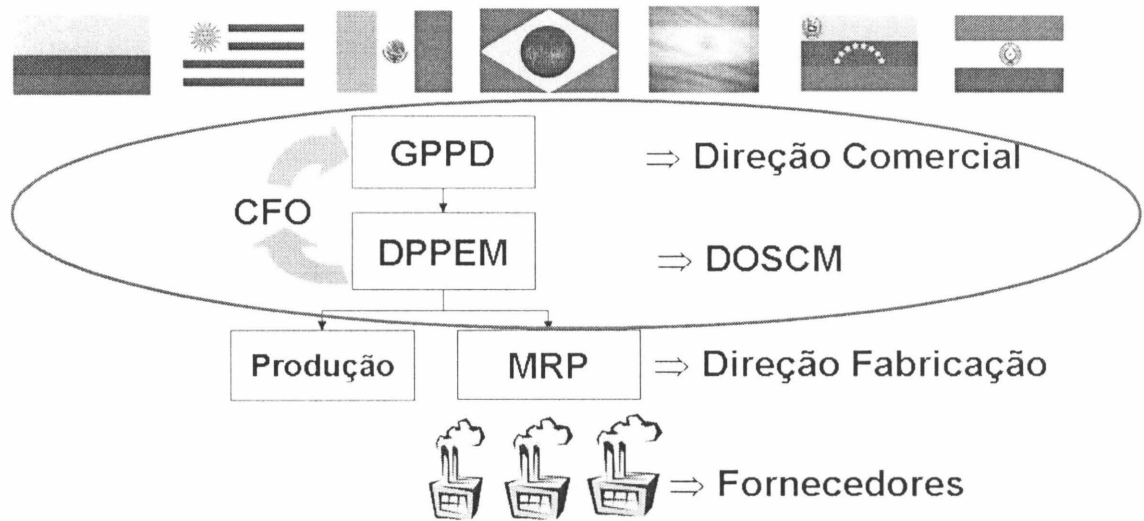 GPPD ⇒ Direção Comercial
CFO
DPPEM ⇒ DOSCM
Produção MRP ⇒ Direção Fabricação
⇒ Fornecedores